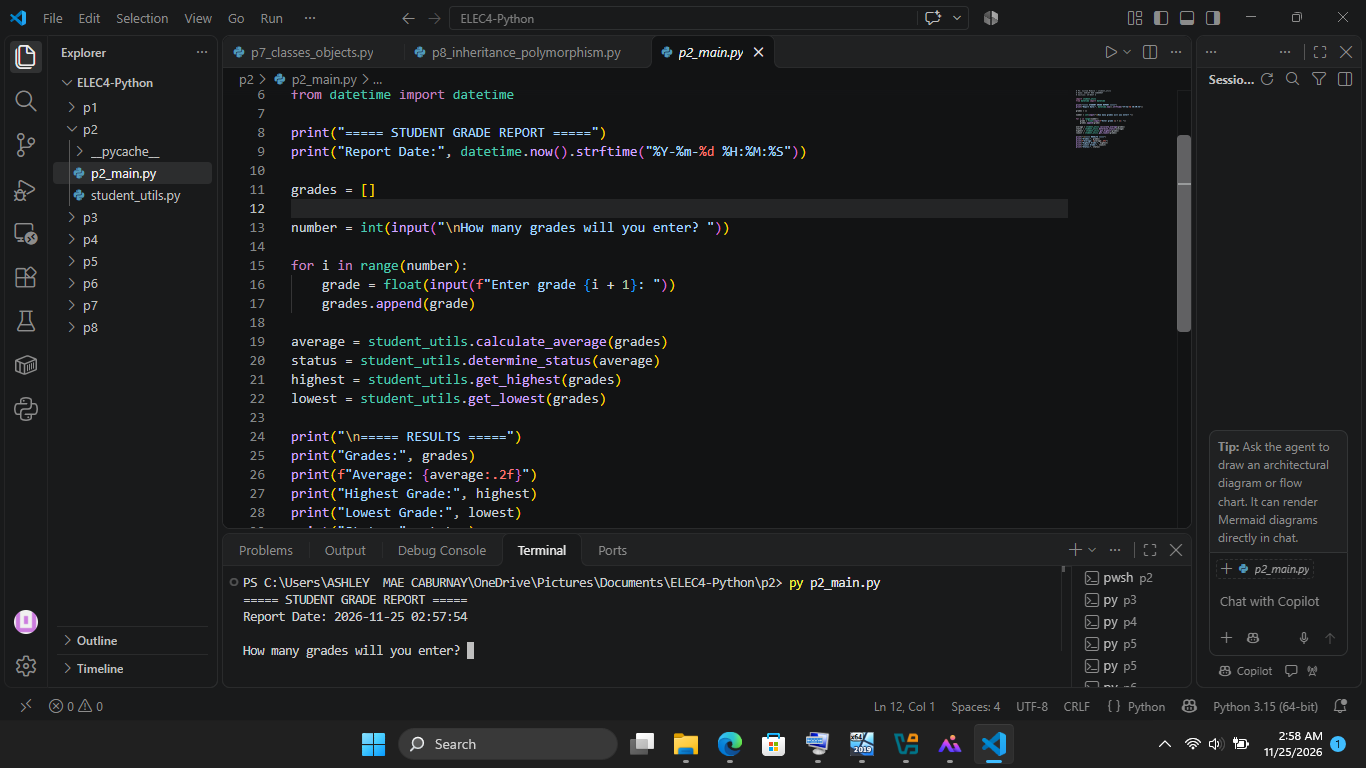 File Edit Selection View Go Run ···
ELEC4-Python
Explorer ···
ELEC4-Python
p1
p2
__pycache__
p2_main.py
student_utils.py
p3
p4
p5
p6
p7
p8
Outline
Timeline
p7_classes_objects.py p8_inheritance_polymorphism.py p2_main.py
p2 > p2_main.py > ...
6 from datetime import datetime
7
8 print("===== STUDENT GRADE REPORT =====")
9 print("Report Date:", datetime.now().strftime("%Y-%m-%d %H:%M:%S"))
10
11 grades = []
12
13 number = int(input("\nHow many grades will you enter? "))
14
15 for i in range(number):
16 grade = float(input(f"Enter grade {i + 1}: "))
17 grades.append(grade)
18
19 average = student_utils.calculate_average(grades)
20 status = student_utils.determine_status(average)
21 highest = student_utils.get_highest(grades)
22 lowest = student_utils.get_lowest(grades)
23
24 print("\n===== RESULTS =====")
25 print("Grades:", grades)
26 print(f"Average: {average:.2f}")
27 print("Highest Grade:", highest)
28 print("Lowest Grade:", lowest)
Problems Output Debug Console Terminal Ports
PS C:\Users\ASHLEY  MAE CABURNAY\OneDrive\Pictures\Documents\ELEC4-Python\p2> py p2_main.py
===== STUDENT GRADE REPORT =====
Report Date: 2026-11-25 02:57:54
How many grades will you enter?
pwsh p2
py p3
py p4
py p5
py p5
Sessio...
Tip: Ask the agent to
draw an architectural
diagram or flow
chart. It can render
Mermaid diagrams
directly in chat.
p2_main.py
Chat with Copilot
Copilot
0 0
Ln 12, Col 1 Spaces: 4 UTF-8 CRLF { } Python Python 3.15 (64-bit)
Search
x64
2019
2:58 AM
11/25/2026
1